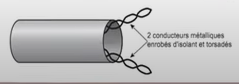 2 conducteurs métalliques
enrobés d'isolant et torsadés